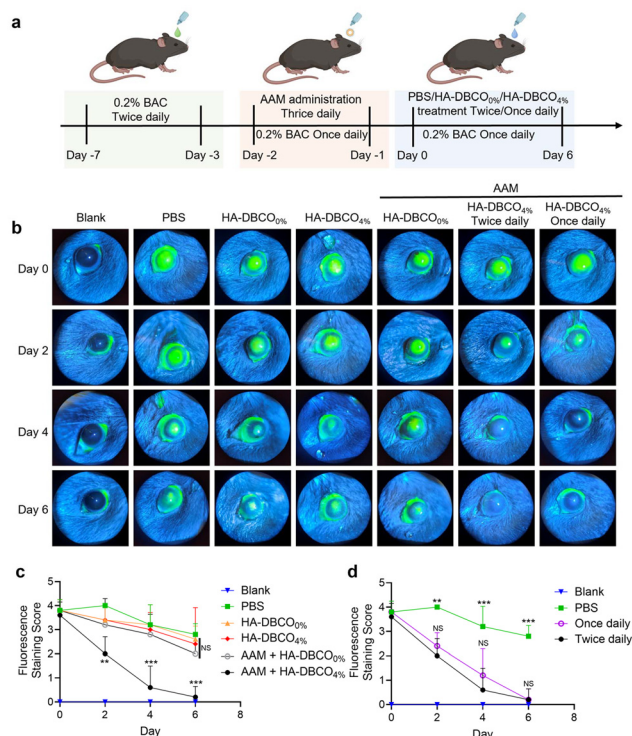 a
0.2% BAC
Twice daily
AAM administration
Thrice daily
0.2% BAC Once daily
PBS/HA-DBCO0%/HA-DBCO4%
treatment Twice/Once daily
0.2% BAC Once daily
Day -7
Day -3
Day -2
Day -1
Day 0
Day 6
AAM
b
Blank
PBS
HA-DBCO0%
HA-DBCO4%
HA-DBCO0%
HA-DBCO4%
Twice daily
HA-DBCO4%
Once daily
Day 0
Day 2
Day 4
Day 6
c
Fluorescence
Staining Score
5
4
3
2
1
0
0
2
4
6
8
Day
**
***
***
NS
Blank
PBS
HA-DBCO0%
HA-DBCO4%
AAM + HA-DBCO0%
AAM + HA-DBCO4%
d
Fluorescence
Staining Score
5
4
3
2
1
0
0
2
4
6
8
Day
**
***
***
NS
NS
NS
Blank
PBS
Once daily
Twice daily